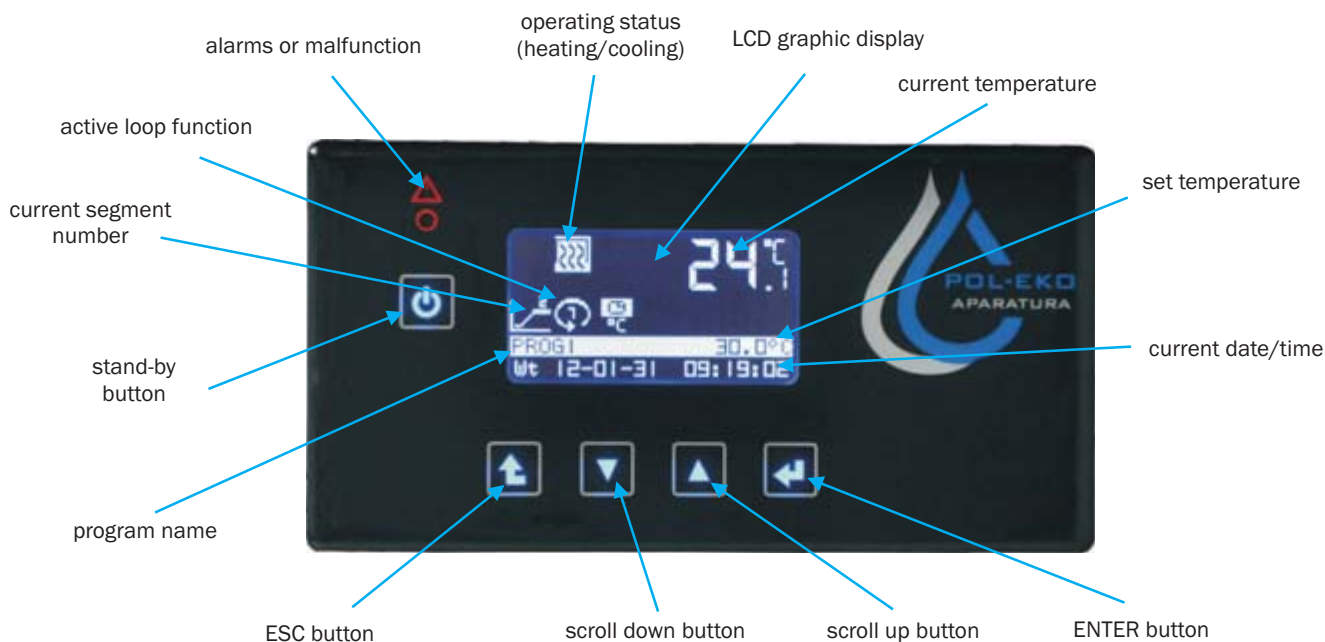 operating status
(heating/cooling)
LCD graphic display
alarms or malfunction
current temperature
active loop function
set temperature
current segment
number
24.1 °C
POL-EKO
APARATURA
°C
PROG1 30.0°C
Wt 12-01-31 09:19:02
current date/time
stand-by
button
program name
ESC button
scroll down button
scroll up button
ENTER button